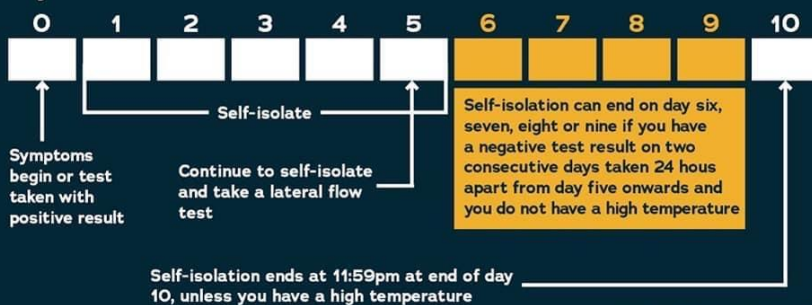 0 1 2 3 4 5 6 7 8 9 10
Self-isolate
Symptoms
begin or test
taken with
positive result
Continue to self-isolate
and take a lateral flow
test
Self-isolation can end on day six,
seven, eight or nine if you have
a negative test result on two
consecutive days taken 24 hous
apart from day five onwards and
you do not have a high temperature
Self-isolation ends at 11:59pm at end of day
10, unless you have a high temperature